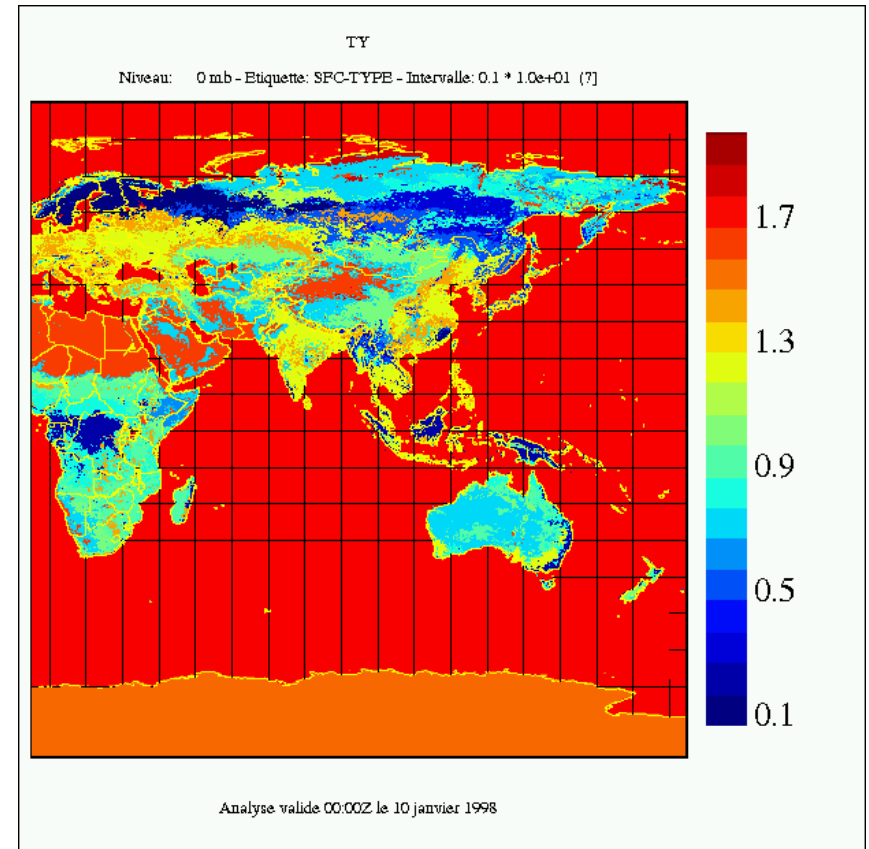 TY
Niveau: 0 mb - Etiquette: SFC-TYPE - Intervalle: 0.1 * 1.0e+01 (7]
1.7
1.3
0.9
0.5
0.1
Analyse valide 00:00Z le 10 janvier 1998